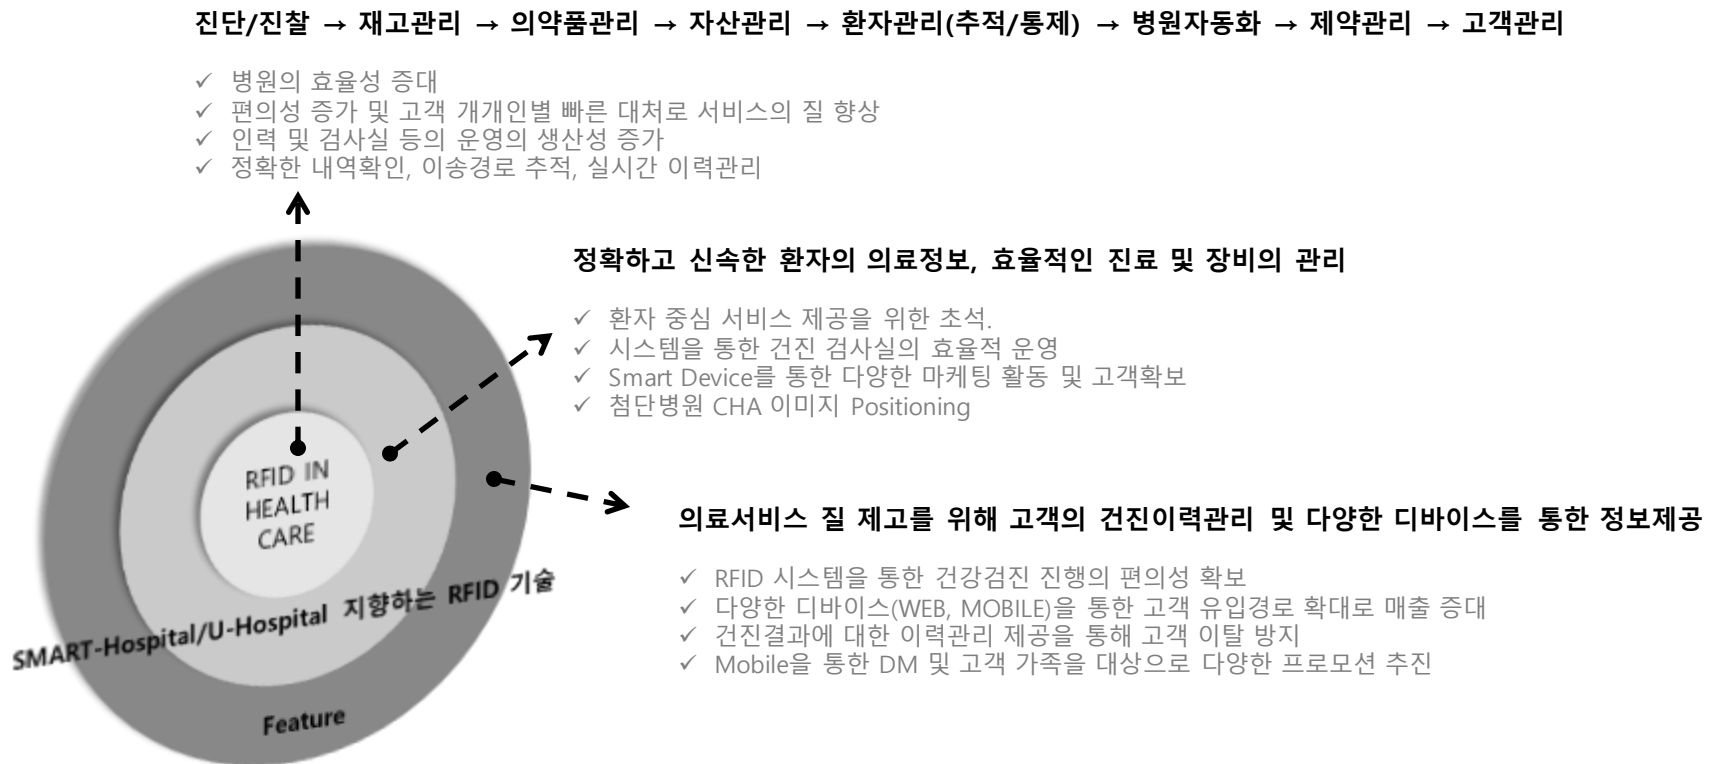 진단/진찰 → 재고관리 → 의약품관리 → 자산관리 → 환자관리(추적/통제) → 병원자동화 → 제약관리 → 고객관리
✓ 병원의 효율성 증대
✓ 편의성 증가 및 고객 개개인별 빠른 대처로 서비스의 질 향상
✓ 인력 및 검사실 등의 운영의 생산성 증가
✓ 정확한 내역확인, 이송경로 추적, 실시간 이력관리
정확하고 신속한 환자의 의료정보, 효율적인 진료 및 장비의 관리
✓ 환자 중심 서비스 제공을 위한 초석.
✓ 시스템을 통한 건진 검사실의 효율적 운영
✓ Smart Device를 통한 다양한 마케팅 활동 및 고객확보
✓ 첨단병원 CHA 이미지 Positioning
RFID IN
HEALTH
CARE
SMART-Hospital/U-Hospital 지향하는 RFID 기술
Feature
의료서비스 질 제고를 위해 고객의 건진이력관리 및 다양한 디바이스를 통한 정보제공
✓ RFID 시스템을 통한 건강검진 진행의 편의성 확보
✓ 다양한 디바이스(WEB, MOBILE)을 통한 고객 유입경로 확대로 매출 증대
✓ 건진결과에 대한 이력관리 제공을 통해 고객 이탈 방지
✓ Mobile을 통한 DM 및 고객 가족을 대상으로 다양한 프로모션 추진